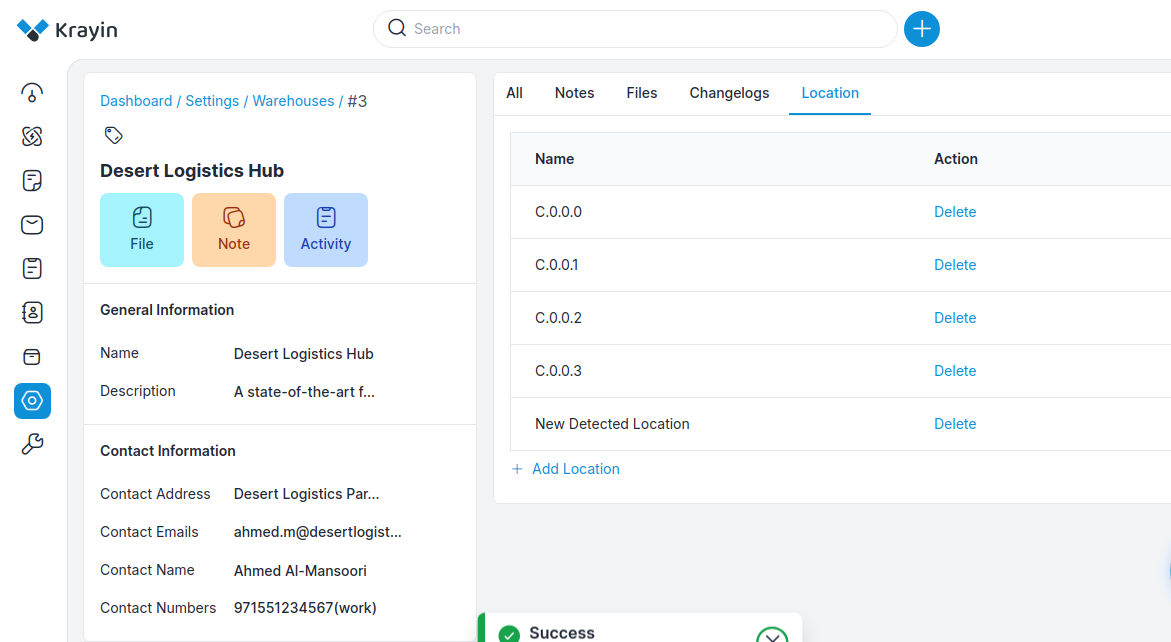 Krayin
Search
Dashboard / Settings / Warehouses / #3
Desert Logistics Hub
File
Note
Activity
General Information
Name Desert Logistics Hub
Description A state-of-the-art f...
Contact Information
Contact Address Desert Logistics Par...
Contact Emails ahmed.m@desertlogist...
Contact Name Ahmed Al-Mansoori
Contact Numbers 971551234567(work)
All Notes Files Changelogs Location
Name Action
C.0.0.0 Delete
C.0.0.1 Delete
C.0.0.2 Delete
C.0.0.3 Delete
New Detected Location Delete
+ Add Location
Success